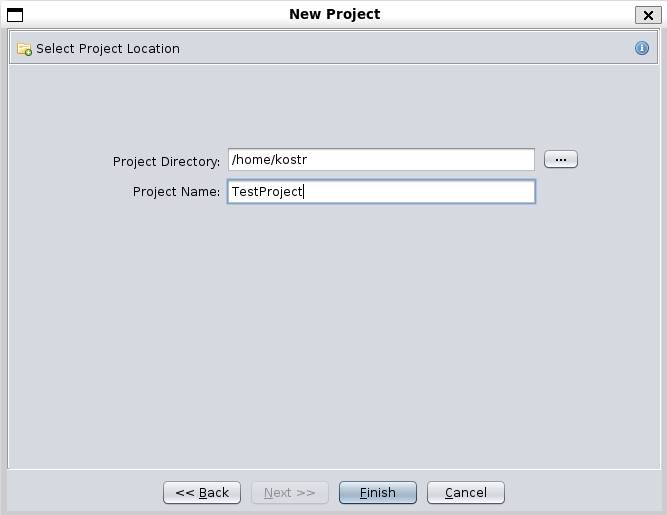 New Project
Select Project Location
Project Directory: /home/kostr ...
Project Name: TestProject
<< Back Next >> Finish Cancel